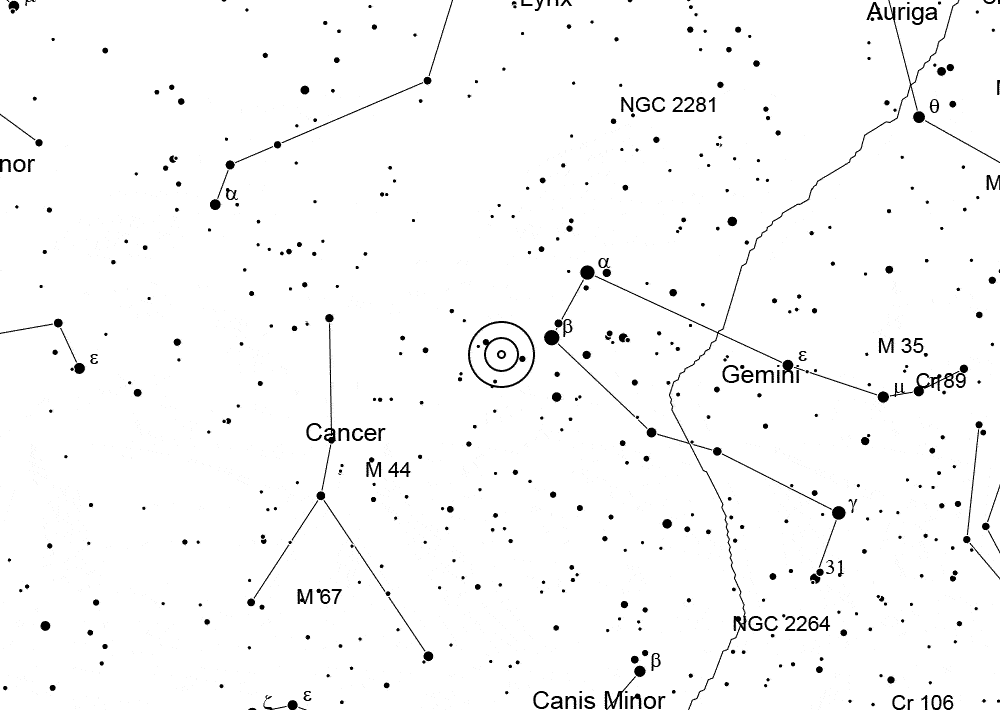 μ
Lynx
Auriga
NGC 2281
θ
nor
M
α
α
β
ε
ε
M 35
Gemini
μ
η
Cr 89
Cancer
M 44
γ
31
M 67
NGC 2264
β
ζ
ε
Canis Minor
Cr 106